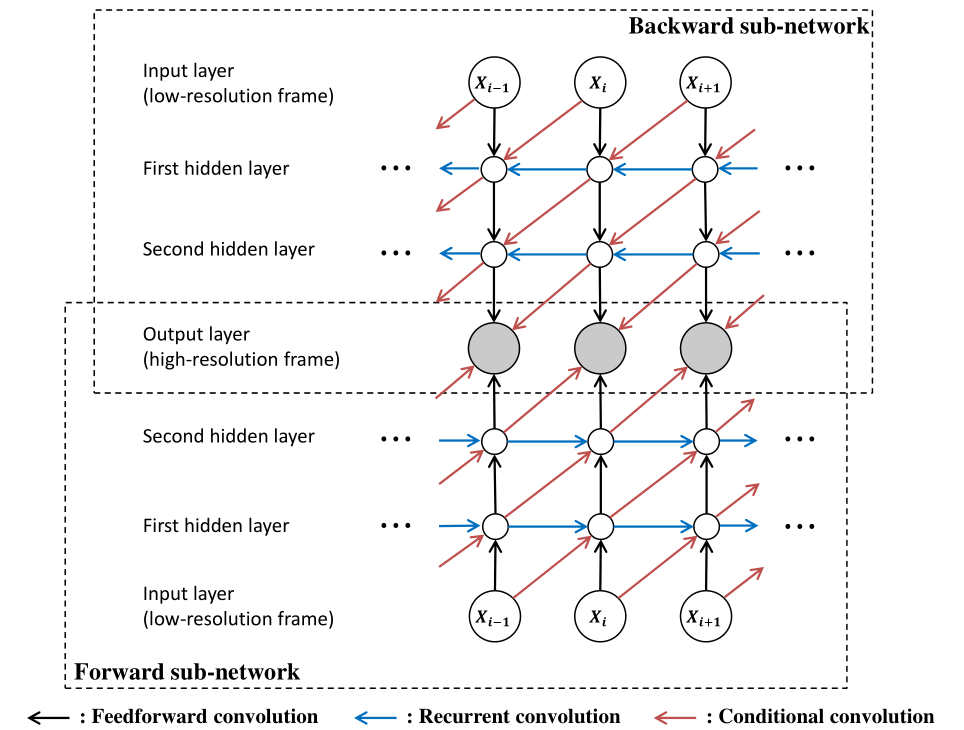 Backward sub-network
Input layer
(low-resolution frame)
X_{i-1} X_i X_{i+1}
First hidden layer
... ...
Second hidden layer
... ...
Output layer
(high-resolution frame)
Second hidden layer
... ...
First hidden layer
... ...
Input layer
(low-resolution frame)
X_{i-1} X_i X_{i+1}
Forward sub-network
: Feedforward convolution : Recurrent convolution : Conditional convolution